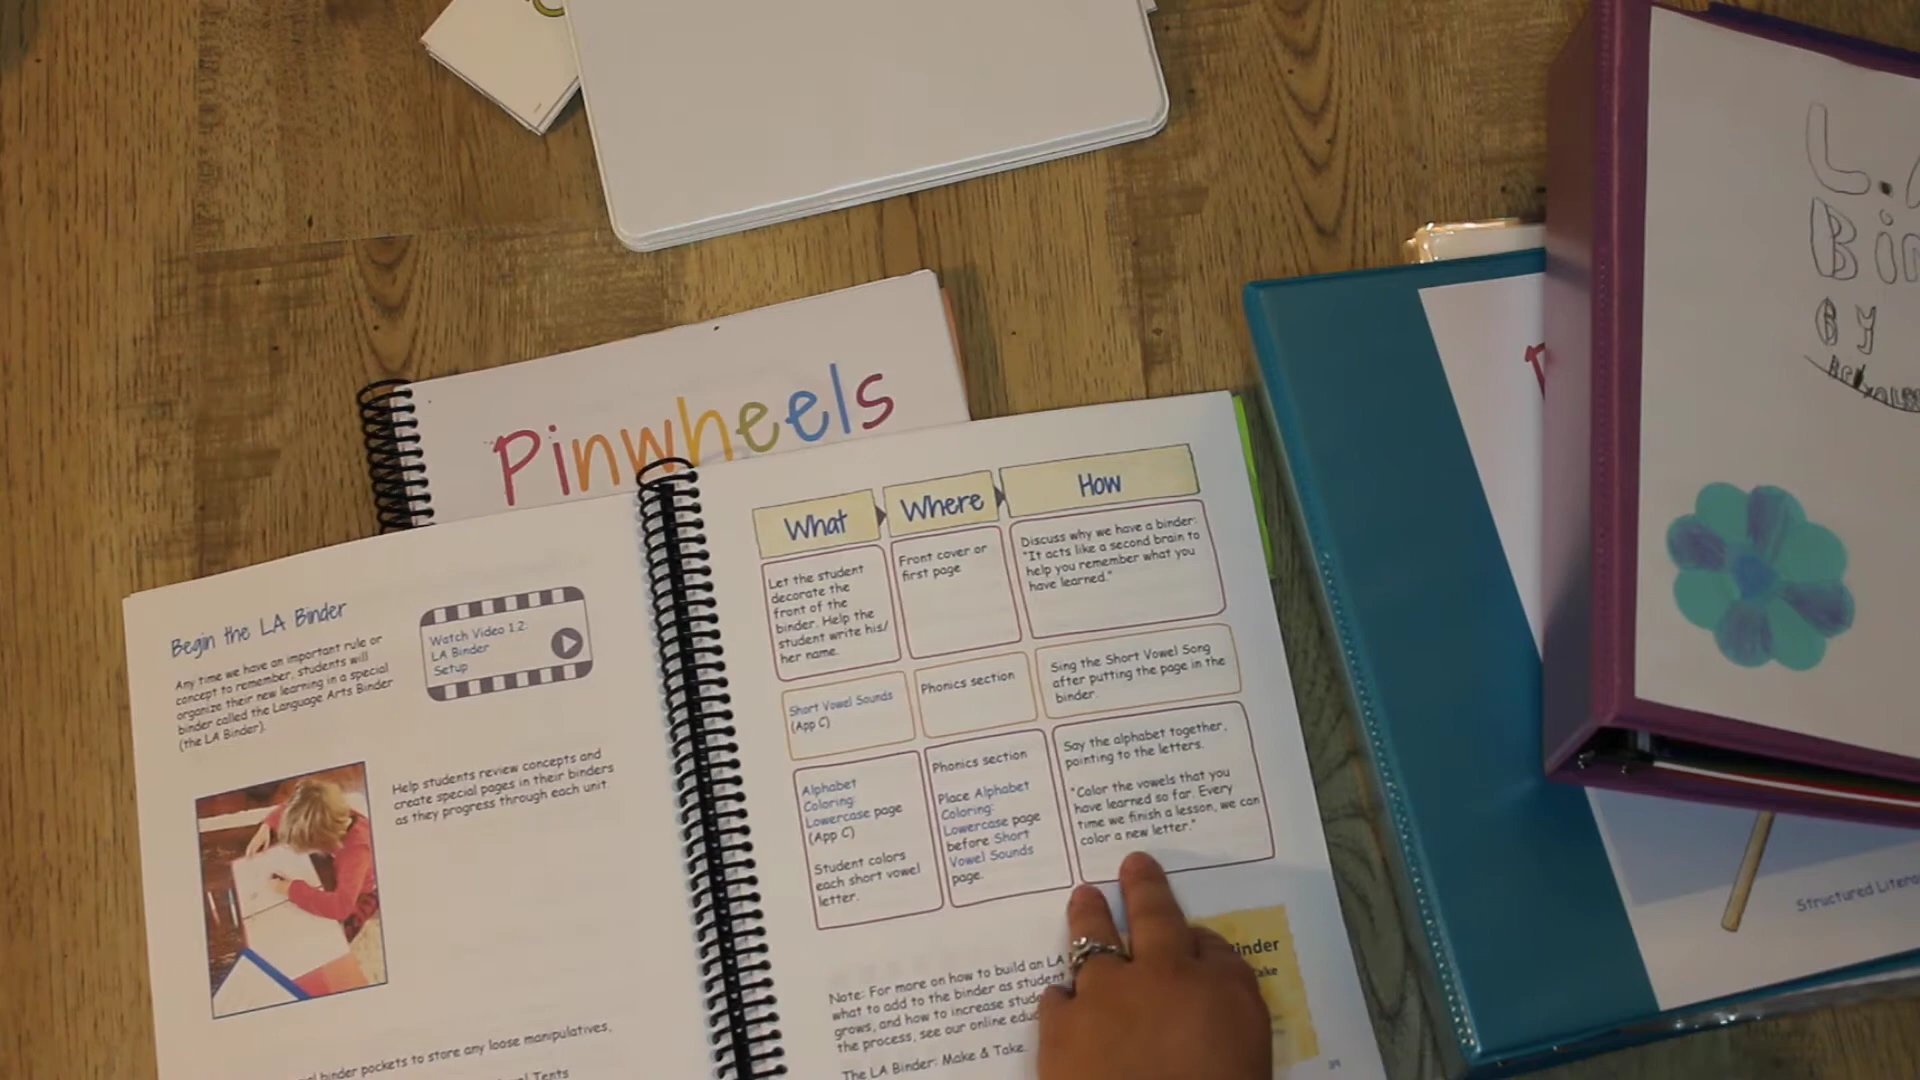 Pinwheels
Begin the LA Binder
Any time we have an important rule or
concept to remember, students will
organize their new learning in a special
binder called the Language Arts Binder
(the LA Binder).
Watch Video 1.2:
LA Binder
Setup
Help students review concepts and
create special pages in their binders
as they progress through each unit.
binder pockets to store any loose manipulatives,
Tents
What
Where
How
Let the student
decorate the
front of the
binder. Help the
student write his/
her name.
Front cover or
first page
Discuss why we have a binder:
"It acts like a second brain to
help you remember what you
have learned."
Short Vowel Sounds
(App C)
Phonics section
Sing the Short Vowel Song
after putting the page in the
binder.
Alphabet
Coloring:
Lowercase page
(App C)
Student colors
each short vowel
letter.
Phonics section
Place Alphabet
Coloring:
Lowercase page
before Short
Vowel Sounds
page.
Say the alphabet together,
pointing to the letters.
"Color the vowels that you
have learned so far. Every
time we finish a lesson, we can
color a new letter."
Note: For more on how to build an LA
what to add to the binder as student
grows, and how to increase
the process, see our online
The LA Binder: Make & Take.
inder
ake
L.A
Bin
By
Structured Litera